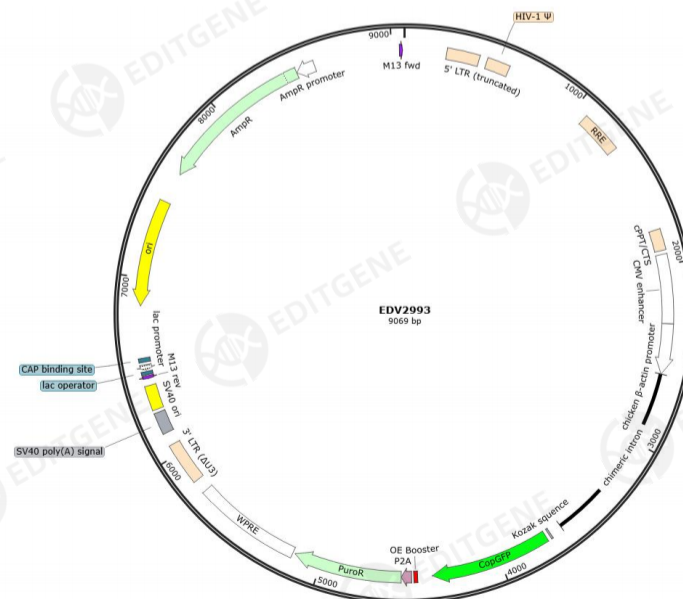 HIV-1 Ψ
9000
M13 fwd
5' LTR (truncated)
1000
RRE
cPPT/CTS
2000
CMV enhancer
chicken β-actin promoter
3000
chimeric intron
Kozak squence
CopGFP
4000
OE Booster
P2A
PuroR
5000
WPRE
3' LTR (ΔU3)
6000
SV40 poly(A) signal
SV40 ori
M13 rev
lac operator
CAP binding site
lac promoter
7000
ori
AmpR
8000
AmpR promoter
EDV2993
9069 bp
EDITGENE
EDITGENE
EDITGENE
EDITGENE
EDITGENE